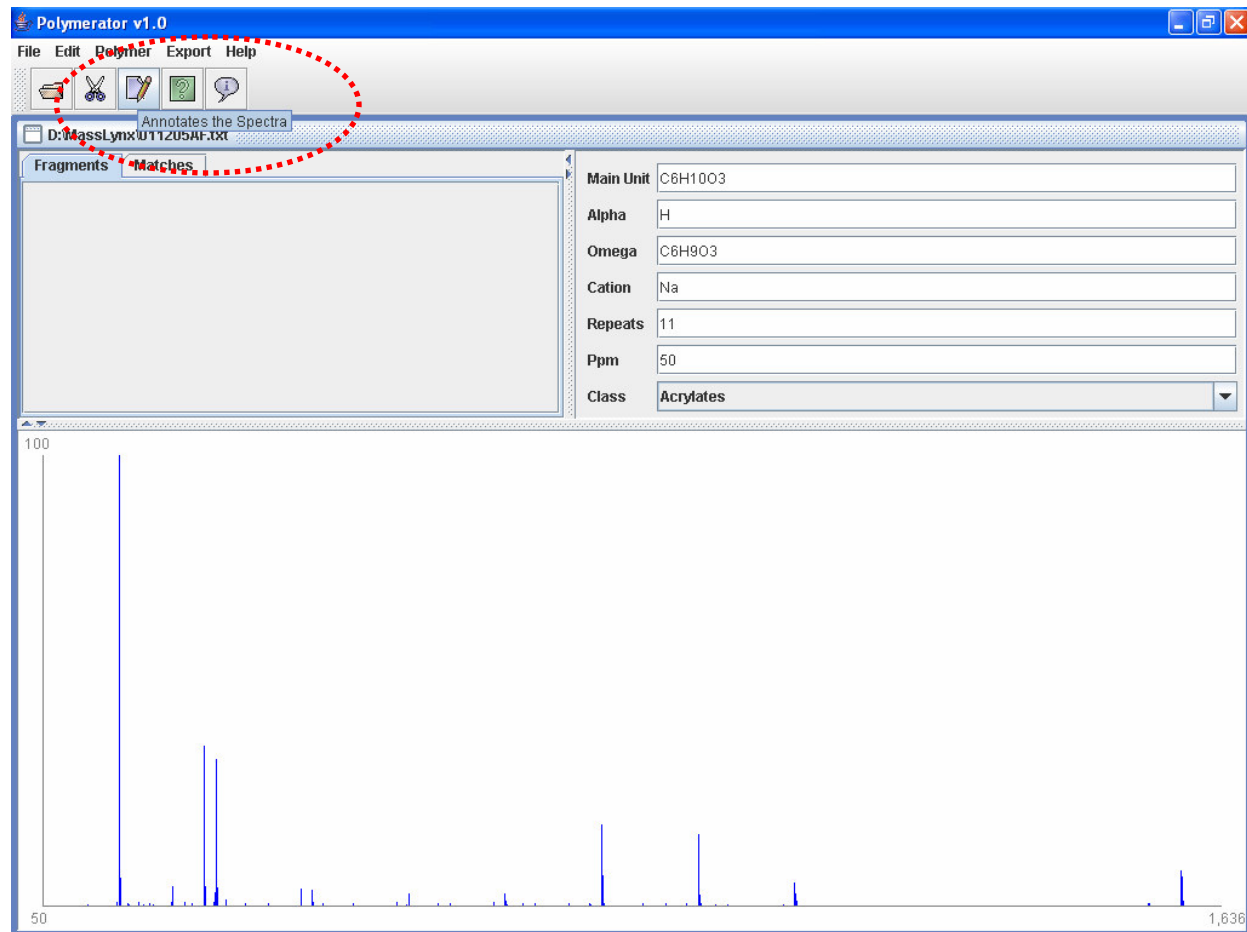 Polymerator v1.0
File Edit Polymer Export Help
Annotates the Spectra
D:\MassLynx\011205AF.txt
Fragments Matches
Main Unit C6H10O3
Alpha H
Omega C6H9O3
Cation Na
Repeats 11
Ppm 50
Class Acrylates
100
50 1,636